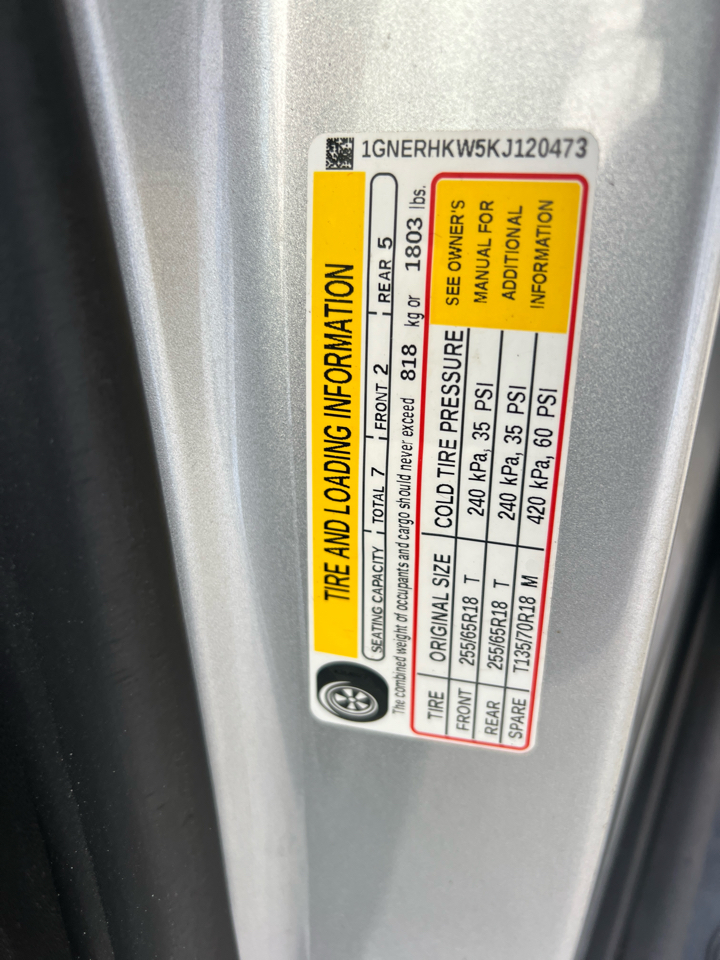 1GNERHKW5KJ120473
TIRE AND LOADING INFORMATION
SEATING CAPACITY TOTAL 7 FRONT 2 REAR 5
The combined weight of occupants and cargo should never exceed 818 kg or 1803 lbs.
TIRE ORIGINAL SIZE COLD TIRE PRESSURE
FRONT 255/65R18 T 240 kPa, 35 PSI
REAR 255/65R18 T 240 kPa, 35 PSI
SPARE T135/70R18 M 420 kPa, 60 PSI
SEE OWNER'S
MANUAL FOR
ADDITIONAL
INFORMATION